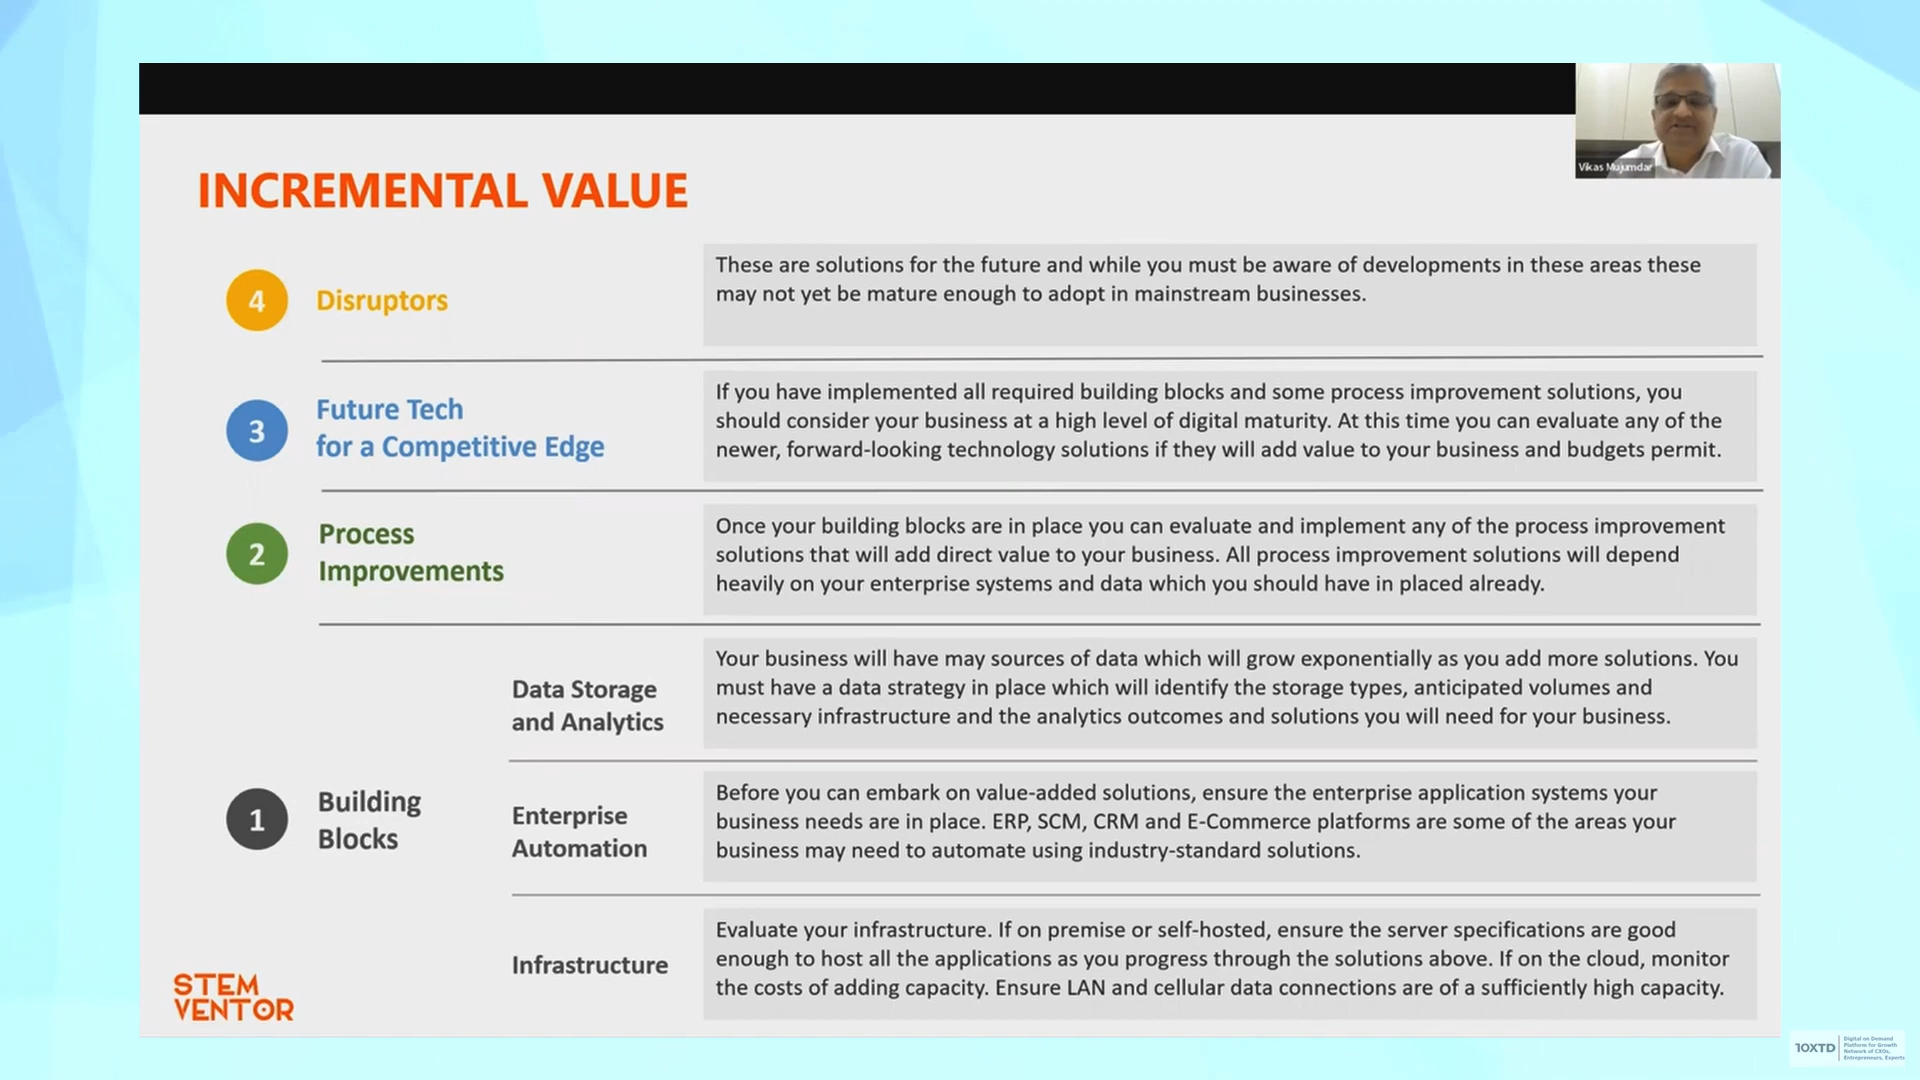 Vikas Mujumdar
INCREMENTAL VALUE
4
Disruptors
These are solutions for the future and while you must be aware of developments in these areas these
may not yet be mature enough to adopt in mainstream businesses.
3
Future Tech
for a Competitive Edge
If you have implemented all required building blocks and some process improvement solutions, you
should consider your business at a high level of digital maturity. At this time you can evaluate any of the
newer, forward-looking technology solutions if they will add value to your business and budgets permit.
2
Process
Improvements
Once your building blocks are in place you can evaluate and implement any of the process improvement
solutions that will add direct value to your business. All process improvement solutions will depend
heavily on your enterprise systems and data which you should have in placed already.
1
Building
Blocks
Data Storage
and Analytics
Your business will have may sources of data which will grow exponentially as you add more solutions. You
must have a data strategy in place which will identify the storage types, anticipated volumes and
necessary infrastructure and the analytics outcomes and solutions you will need for your business.
Enterprise
Automation
Before you can embark on value-added solutions, ensure the enterprise application systems your
business needs are in place. ERP, SCM, CRM and E-Commerce platforms are some of the areas your
business may need to automate using industry-standard solutions.
Infrastructure
Evaluate your infrastructure. If on premise or self-hosted, ensure the server specifications are good
enough to host all the applications as you progress through the solutions above. If on the cloud, monitor
the costs of adding capacity. Ensure LAN and cellular data connections are of a sufficiently high capacity.
STEM
VENTOR
10XTD
Digital on Demand
Platform for Growth
Network of CXOs,
Entrepreneurs, Experts